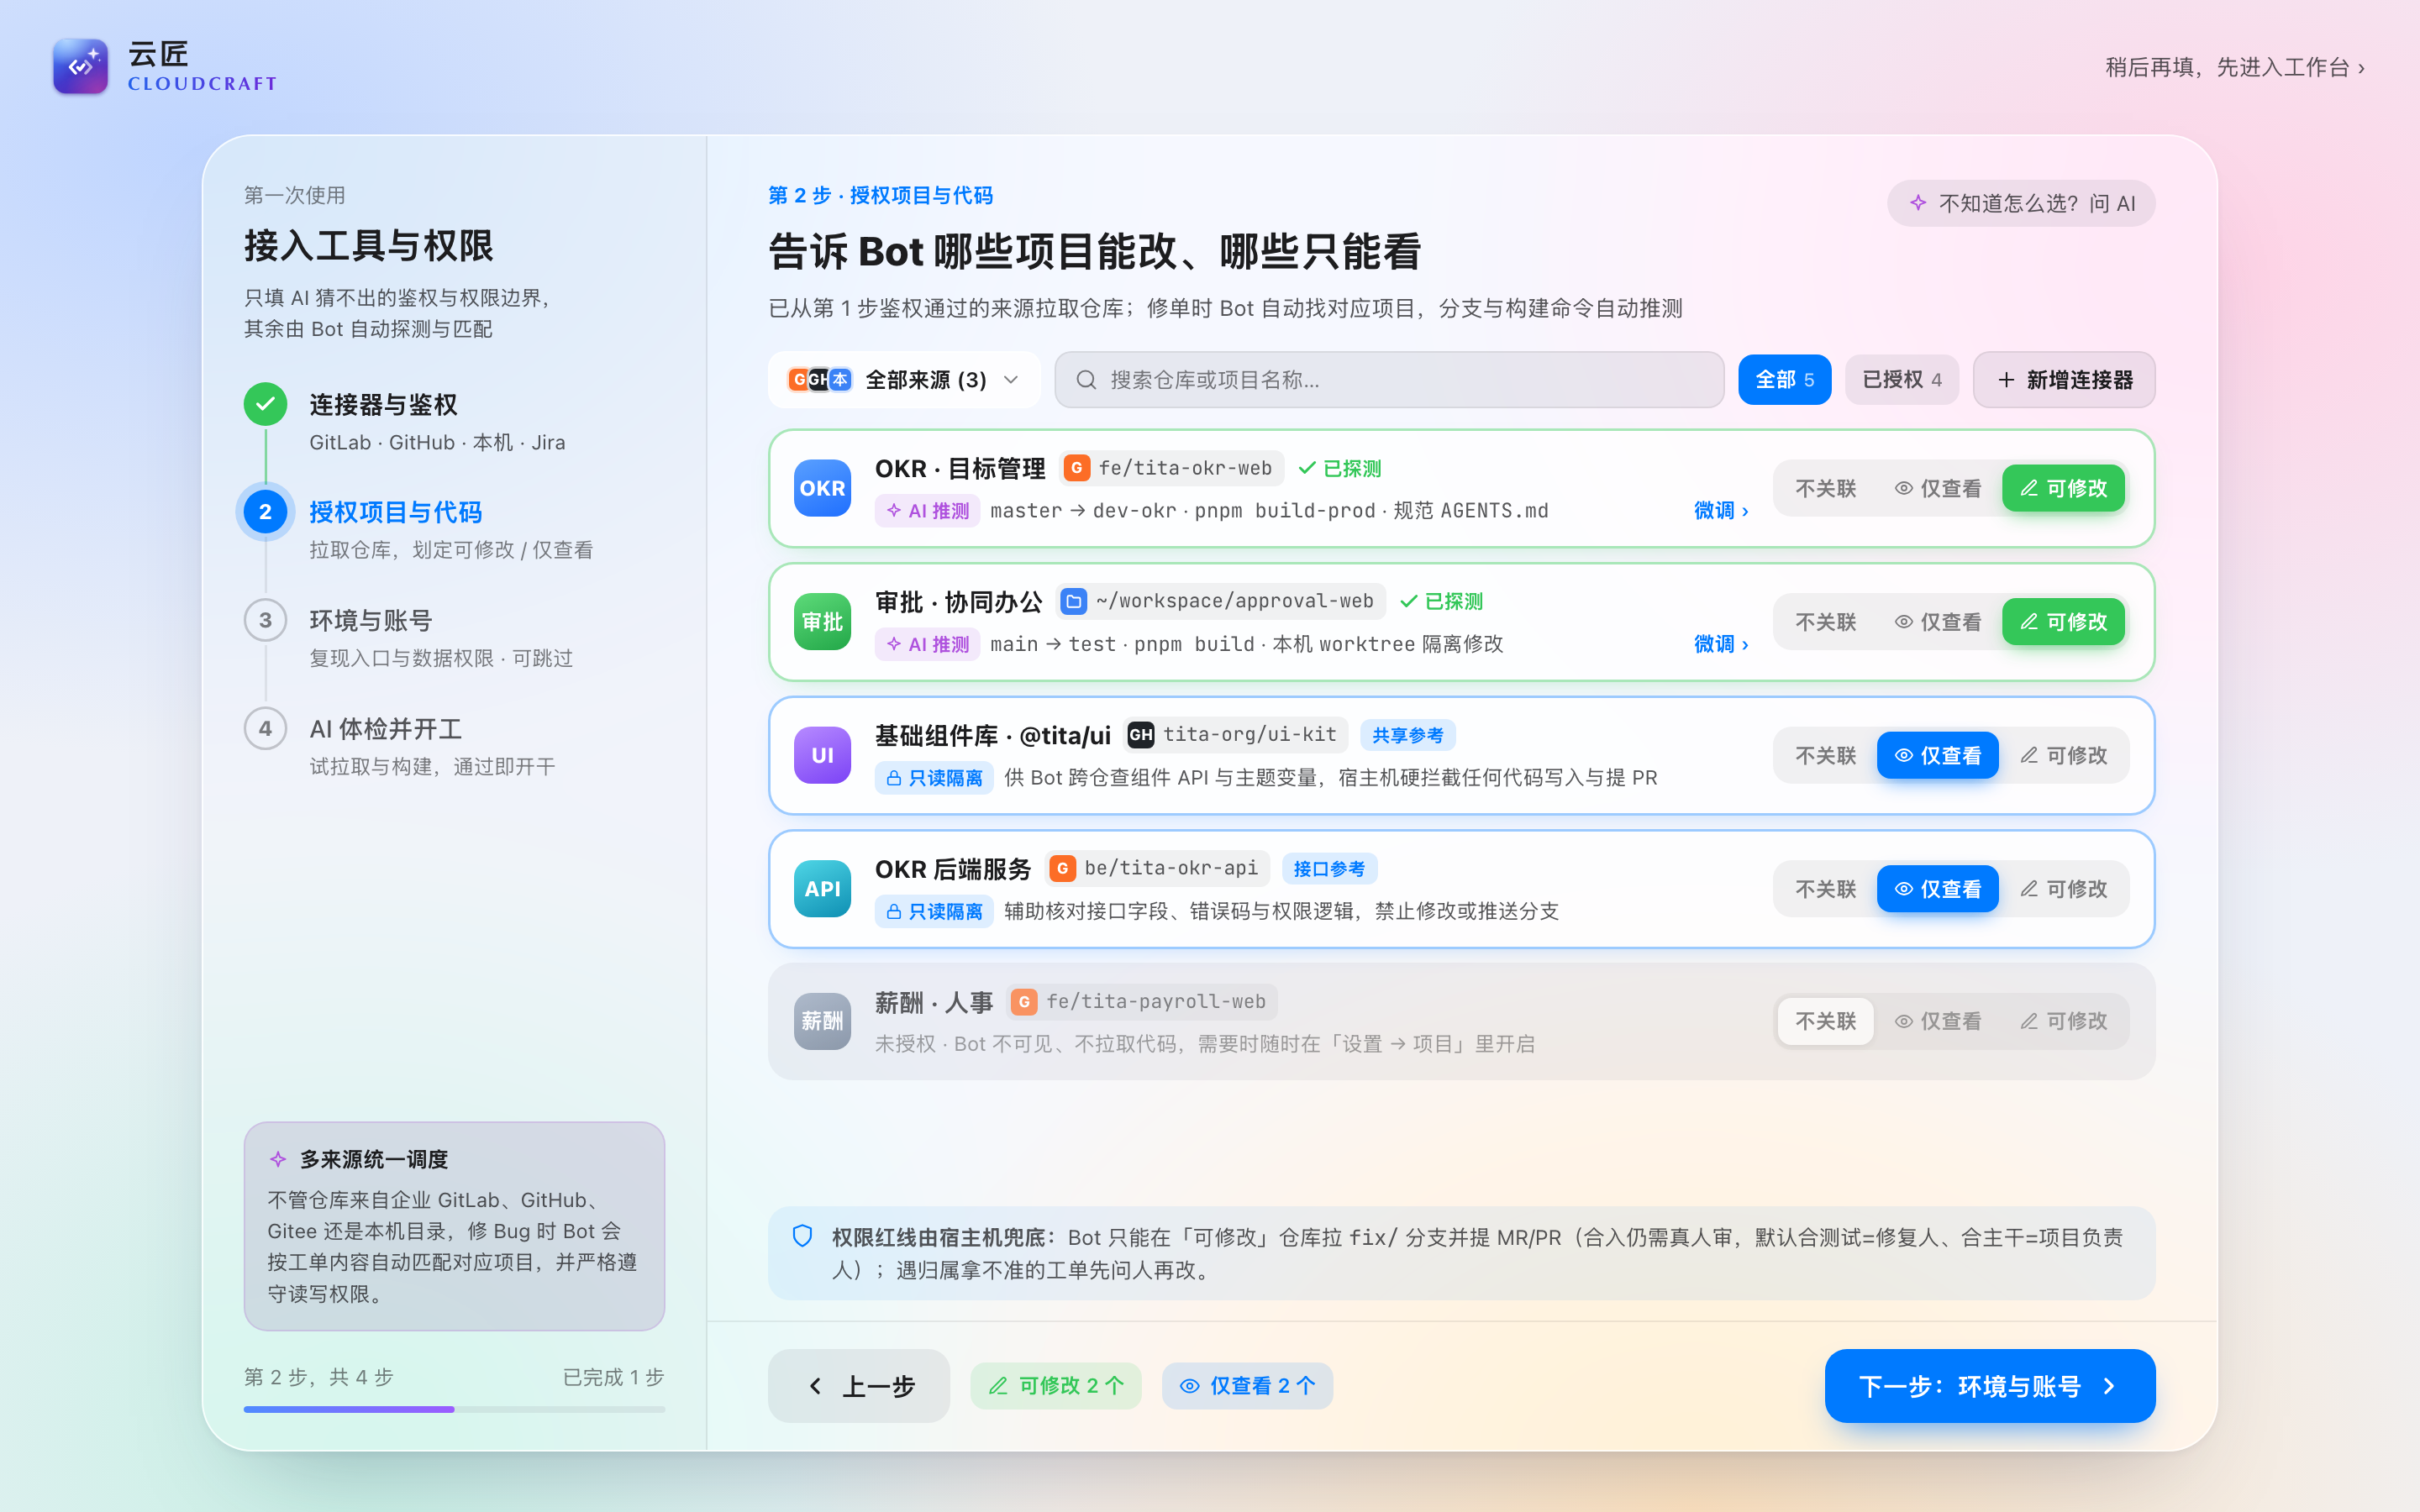 云匠
CLOUDCRAFT
稍后再填，先进入工作台 ›
第一次使用
接入工具与权限
只填 AI 猜不出的鉴权与权限边界，
其余由 Bot 自动探测与匹配
连接器与鉴权
GitLab · GitHub · 本机 · Jira
2 授权项目与代码
拉取仓库，划定可修改 / 仅查看
3 环境与账号
复现入口与数据权限 · 可跳过
4 AI 体检并开工
试拉取与构建，通过即开干
多来源统一调度
不管仓库来自企业 GitLab、GitHub、
Gitee 还是本机目录，修 Bug 时 Bot 会
按工单内容自动匹配对应项目，并严格遵
守读写权限。
第 2 步，共 4 步 已完成 1 步
第 2 步 · 授权项目与代码
不知道怎么选？问 AI
告诉 Bot 哪些项目能改、哪些只能看
已从第 1 步鉴权通过的来源拉取仓库；修单时 Bot 自动找对应项目，分支与构建命令自动推测
G GH 本 全部来源 (3) 搜索仓库或项目名称... 全部 5 已授权 4 + 新增连接器
OKR OKR · 目标管理 G fe/tita-okr-web 已探测
AI 推测 master → dev-okr · pnpm build-prod · 规范 AGENTS.md 微调 ›
不关联 仅查看 可修改
审批 审批 · 协同办公 ~/workspace/approval-web 已探测
AI 推测 main → test · pnpm build · 本机 worktree 隔离修改 微调 ›
不关联 仅查看 可修改
UI 基础组件库 · @tita/ui GH tita-org/ui-kit 共享参考
只读隔离 供 Bot 跨仓查组件 API 与主题变量，宿主机硬拦截任何代码写入与提 PR
不关联 仅查看 可修改
API OKR 后端服务 G be/tita-okr-api 接口参考
只读隔离 辅助核对接口字段、错误码与权限逻辑，禁止修改或推送分支
不关联 仅查看 可修改
薪酬 薪酬 · 人事 G fe/tita-payroll-web
未授权 · Bot 不可见、不拉取代码，需要时随时在「设置 → 项目」里开启
不关联 仅查看 可修改
权限红线由宿主机兜底：Bot 只能在「可修改」仓库拉 fix/ 分支并提 MR/PR（合入仍需真人审，默认合测试=修复人、合主干=项目负责
人）；遇归属拿不准的工单先问人再改。
上一步 可修改 2 个 仅查看 2 个 下一步：环境与账号